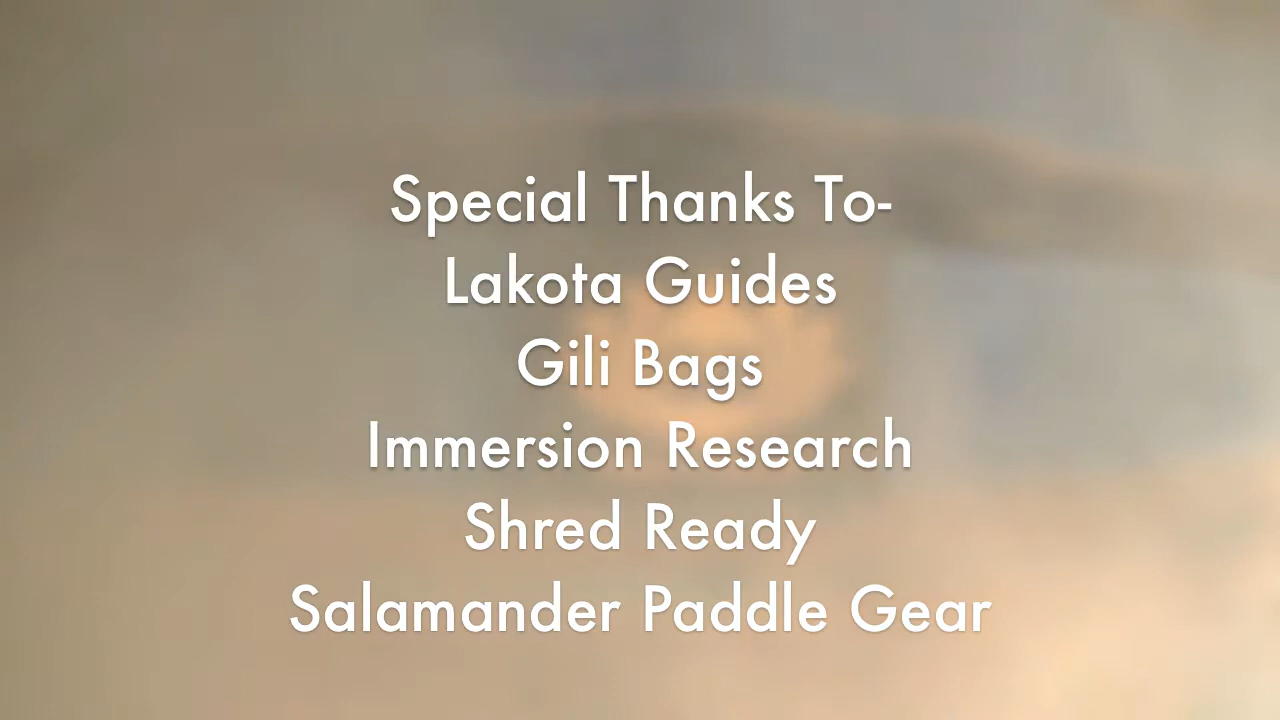 Special Thanks To-
Lakota Guides
Gili Bags
Immersion Research
Shred Ready
Salamander Paddle Gear